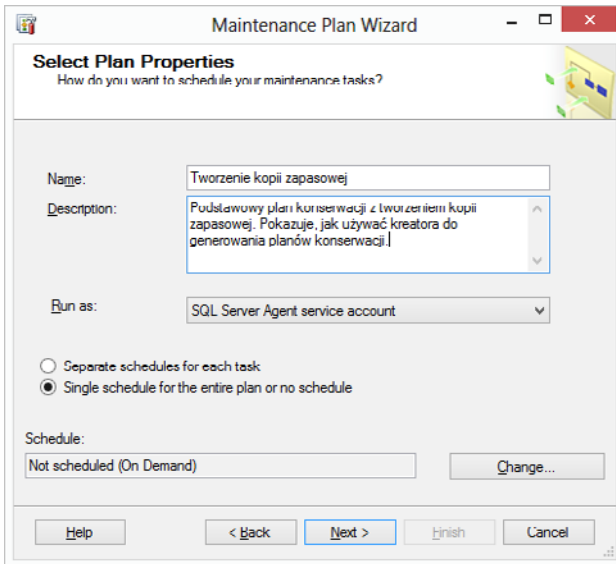 Maintenance Plan Wizard
Select Plan Properties
How do you want to schedule your maintenance tasks?
Name:
Tworzenie kopii zapasowej
Description:
Podstawowy plan konserwacji z tworzeniem kopii
zapasowej. Pokazuje, jak używać kreatora do
generowania planów konserwacji.
Run as:
SQL Server Agent service account
Separate schedules for each task
Single schedule for the entire plan or no schedule
Schedule:
Not scheduled (On Demand)
Change...
Help
< Back
Next >
Finish
Cancel